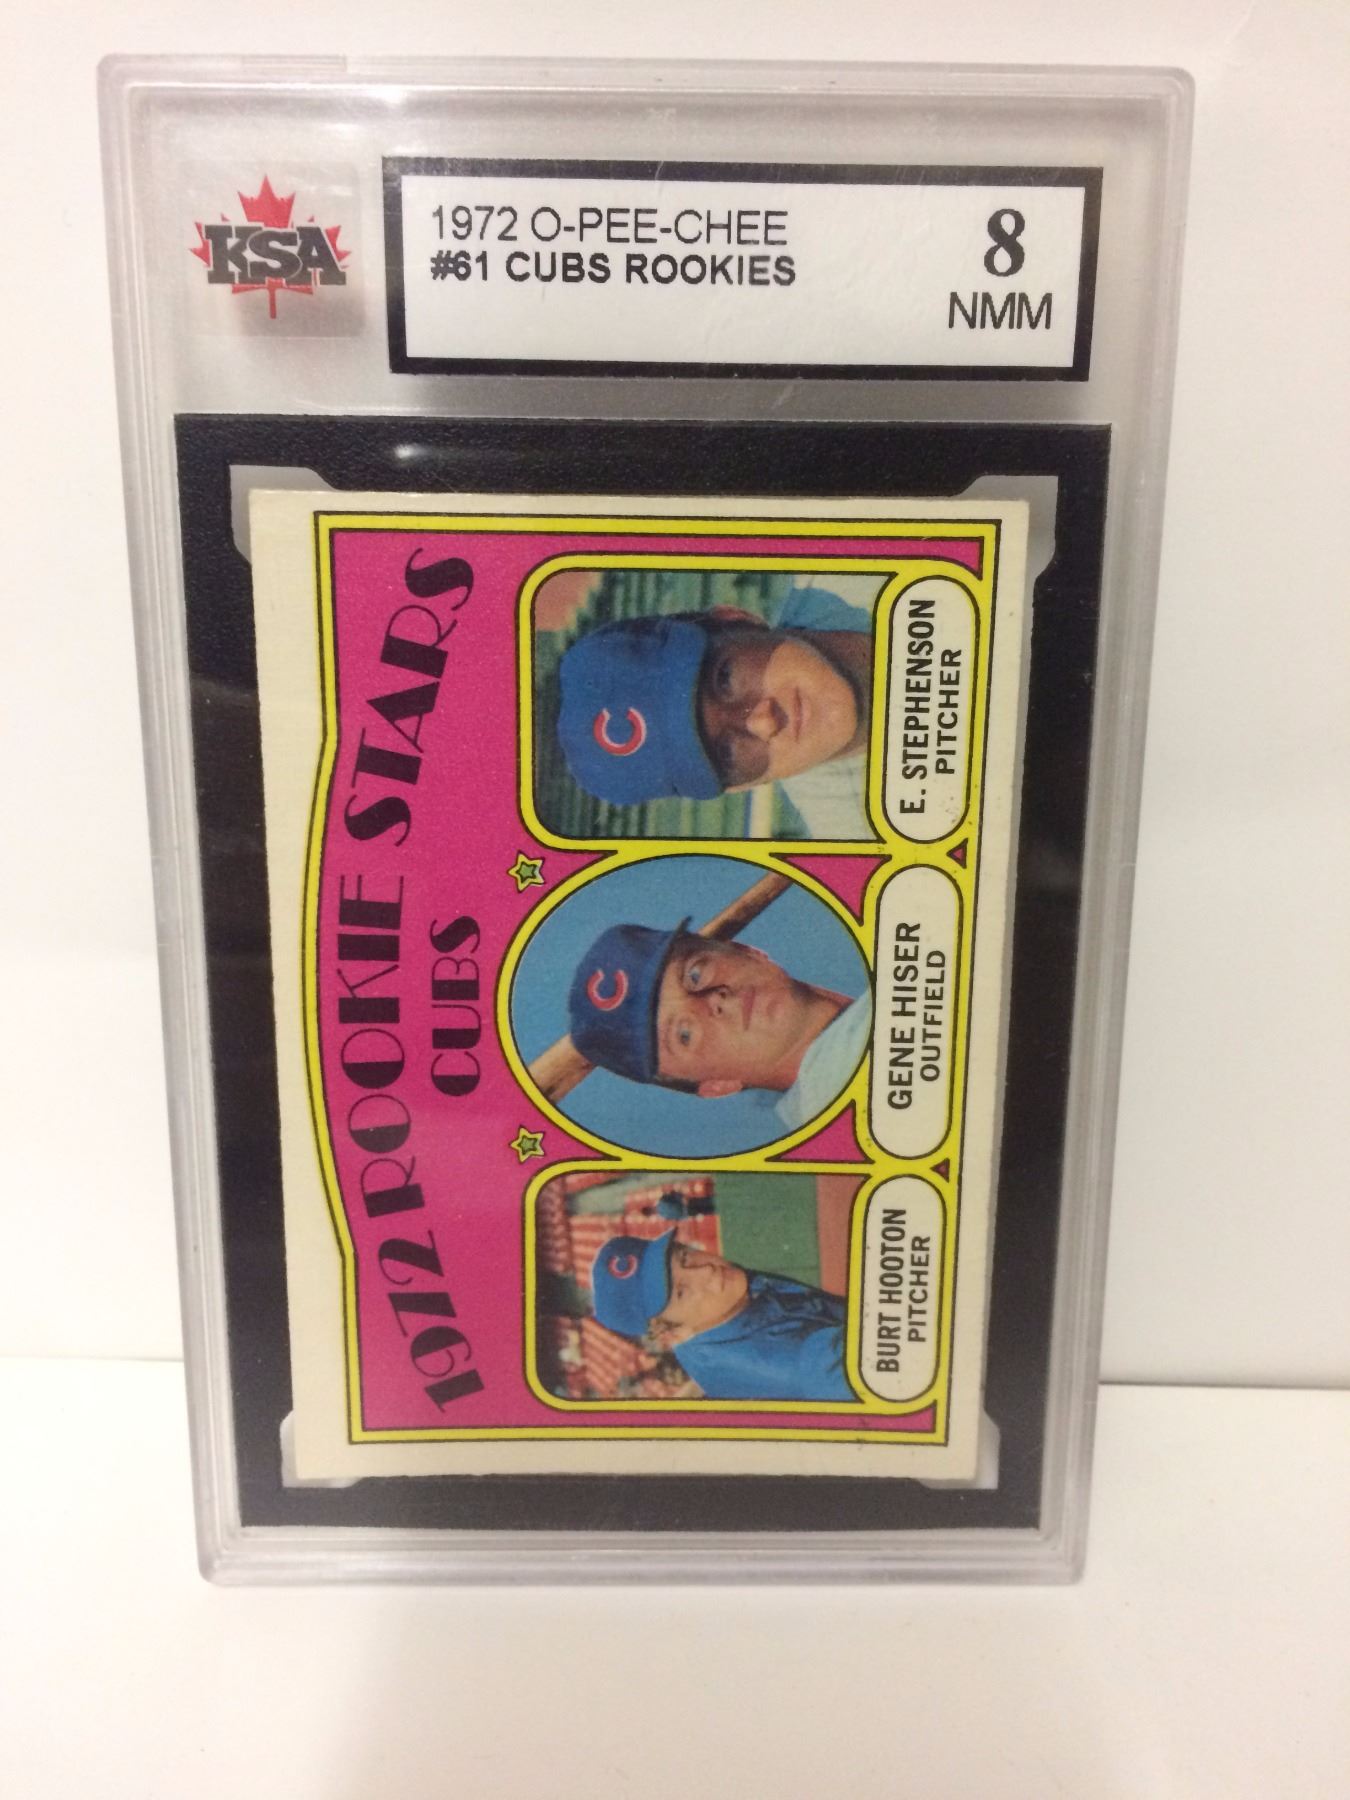 KSA
1972 O-PEE-CHEE
#61 CUBS ROOKIES
8
NMM
1972 ROOKIE STARS
CUBS
C
C
C
BURT HOOTON
PITCHER
GENE HISER
OUTFIELD
E. STEPHENSON
PITCHER